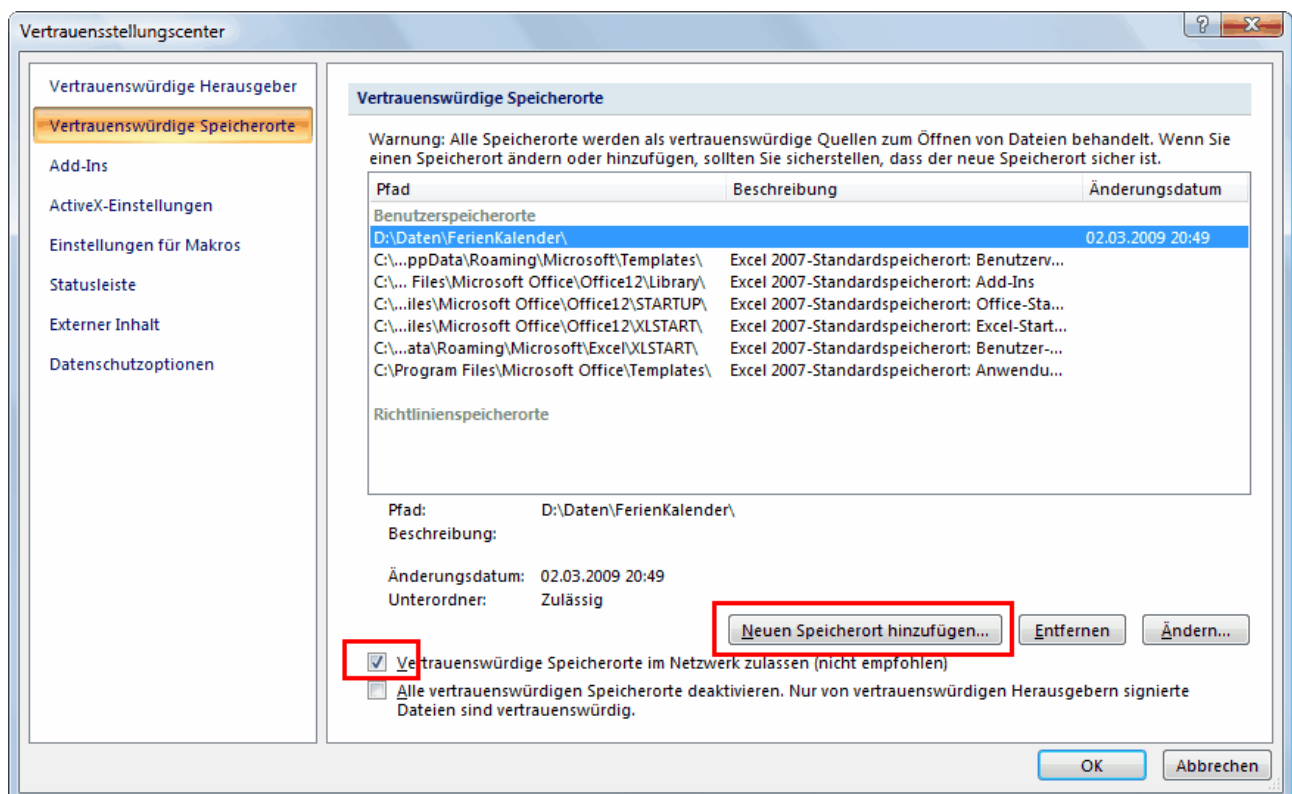 Vertrauensstellungscenter
Vertrauenswürdige Herausgeber
Vertrauenswürdige Speicherorte
Add-Ins
ActiveX-Einstellungen
Einstellungen für Makros
Statusleiste
Externer Inhalt
Datenschutzoptionen
Vertrauenswürdige Speicherorte
Warnung: Alle Speicherorte werden als vertrauenswürdige Quellen zum Öffnen von Dateien behandelt. Wenn Sie
einen Speicherort ändern oder hinzufügen, sollten Sie sicherstellen, dass der neue Speicherort sicher ist.
Pfad Beschreibung Änderungsdatum
Benutzerspeicherorte
D:\Daten\FerienKalender\ 02.03.2009 20:49
C:\...ppData\Roaming\Microsoft\Templates\ Excel 2007-Standardspeicherort: Benutzerv...
C:\... Files\Microsoft Office\Office12\Library\ Excel 2007-Standardspeicherort: Add-Ins
C:\...iles\Microsoft Office\Office12\STARTUP\ Excel 2007-Standardspeicherort: Office-Sta...
C:\...iles\Microsoft Office\Office12\XLSTART\ Excel 2007-Standardspeicherort: Excel-Start...
C:\...ata\Roaming\Microsoft\Excel\XLSTART\ Excel 2007-Standardspeicherort: Benutzer-...
C:\Program Files\Microsoft Office\Templates\ Excel 2007-Standardspeicherort: Anwendu...
Richtlinienspeicherorte
Pfad: D:\Daten\FerienKalender\
Beschreibung:
Änderungsdatum: 02.03.2009 20:49
Unterordner: Zulässig
Neuen Speicherort hinzufügen... Entfernen Ändern...
Vertrauenswürdige Speicherorte im Netzwerk zulassen (nicht empfohlen)
Alle vertrauenswürdigen Speicherorte deaktivieren. Nur von vertrauenswürdigen Herausgebern signierte
Dateien sind vertrauenswürdig.
OK Abbrechen